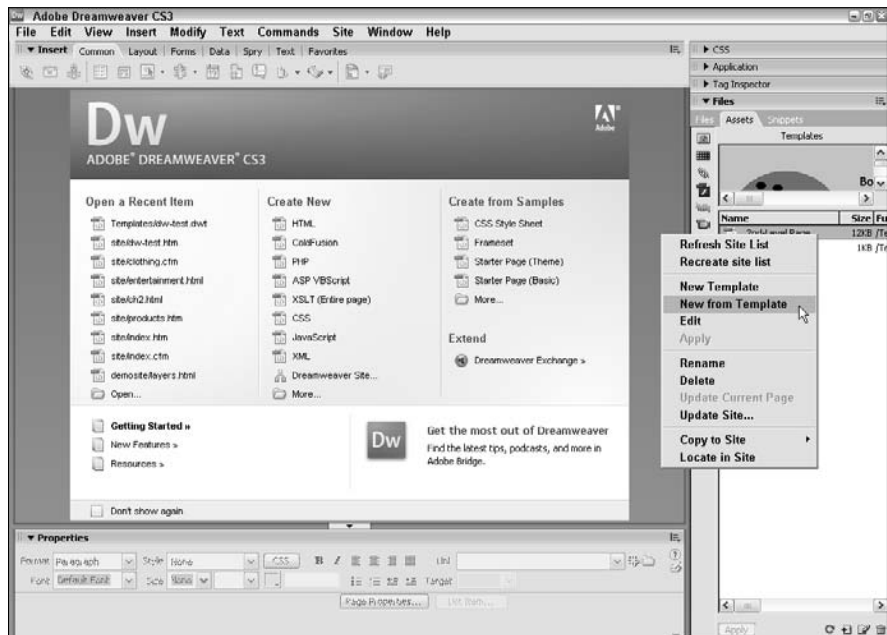 Adobe Dreamweaver CS3
File Edit View Insert Modify Text Commands Site Window Help
Insert Common Layout Forms Data Spry Text Favorites
Dw
ADOBE® DREAMWEAVER® CS3
Adobe
Open a Recent Item
Templates/dw-test.dwt
site/dw-test.htm
site/clothing.cfm
site/entertainment.html
site/ch2.html
site/products.htm
site/index.htm
site/index.cfm
demosite/layers.html
Open...
Create New
HTML
ColdFusion
PHP
ASP VBScript
XSLT (Entire page)
CSS
JavaScript
XML
Dreamweaver Site...
More...
Create from Samples
CSS Style Sheet
Frameset
Starter Page (Theme)
Starter Page (Basic)
More...
Extend
Dreamweaver Exchange »
Getting Started »
New Features »
Resources »
Dw
Get the most out of Dreamweaver
Find the latest tips, podcasts, and more in
Adobe Bridge.
Don't show again
CSS
Application
Tag Inspector
Files
Files Assets Snippets
Templates
Bo
Name Size Fu
2nd-Level Page 12KB /Te
1KB /Te
Refresh Site List
Recreate site list
New Template
New from Template
Edit
Apply
Rename
Delete
Update Current Page
Update Site...
Copy to Site
Locate in Site
Properties
Format Paragraph Style None CSS B I Link
Font Default Font Size None Target
Page Properties... List Item...
Apply